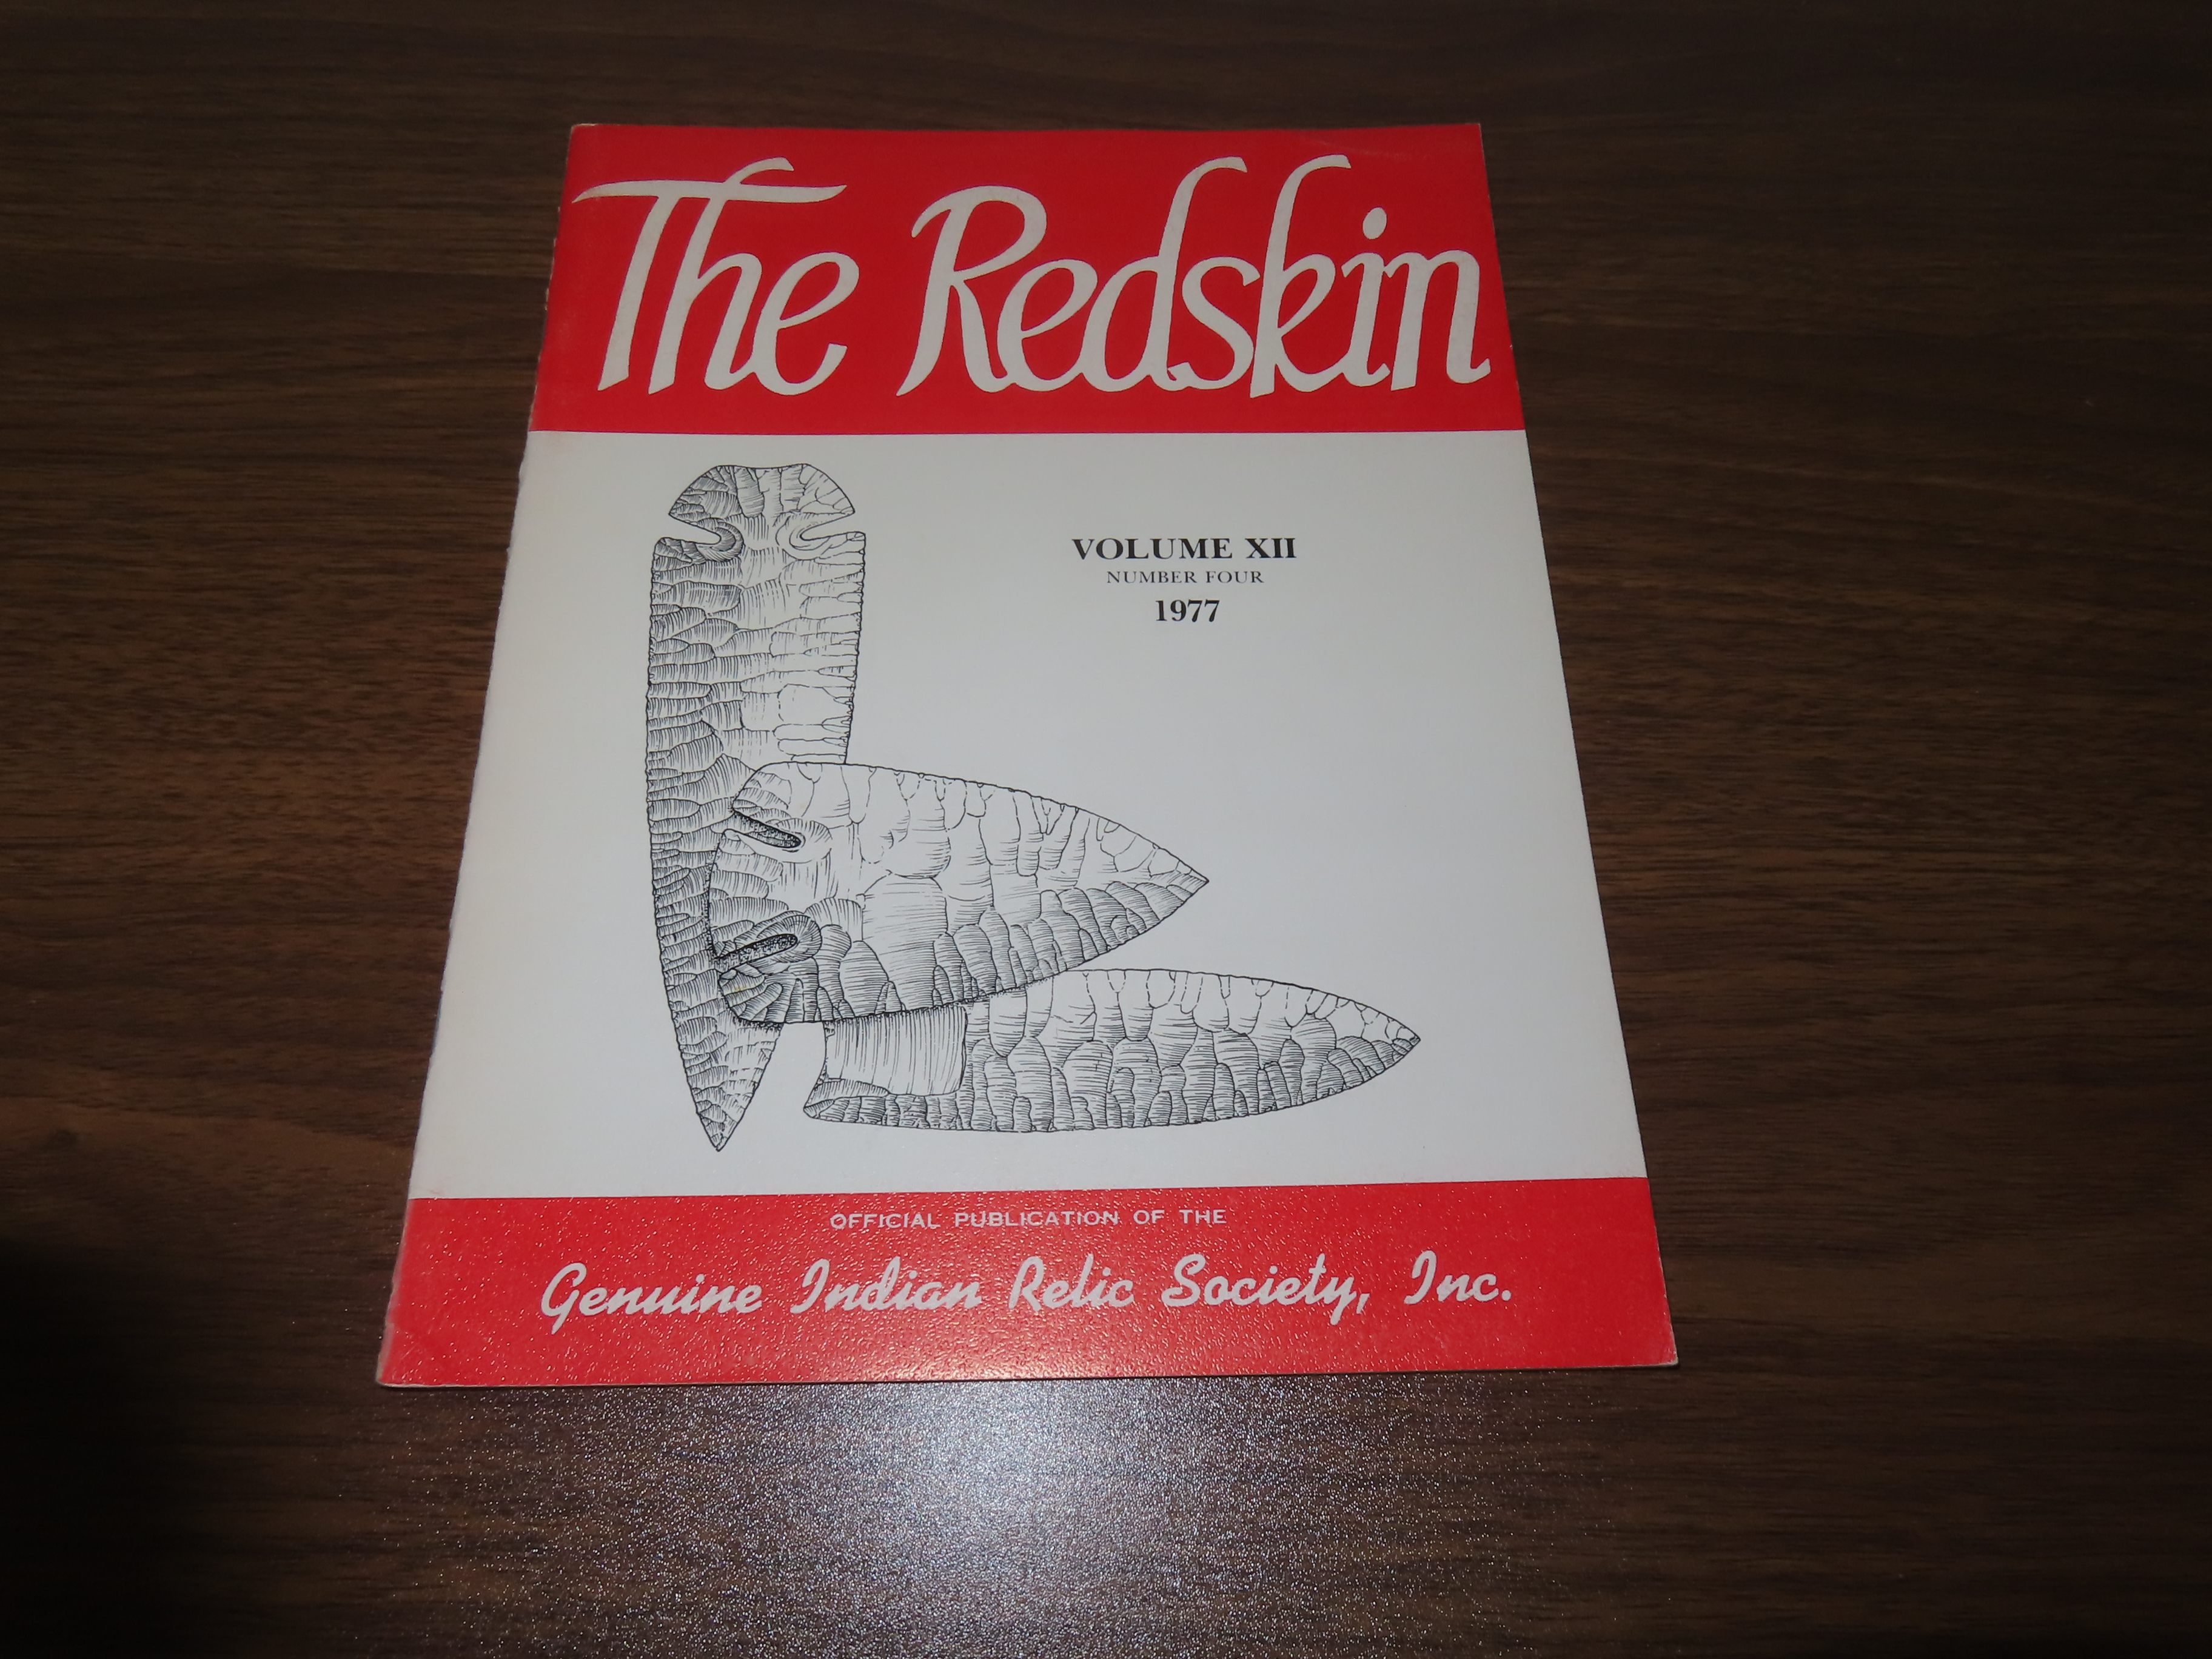 The Redskin
VOLUME XII
NUMBER FOUR
1977
OFFICIAL PUBLICATION OF THE
Genuine Indian Relic Society, Inc.